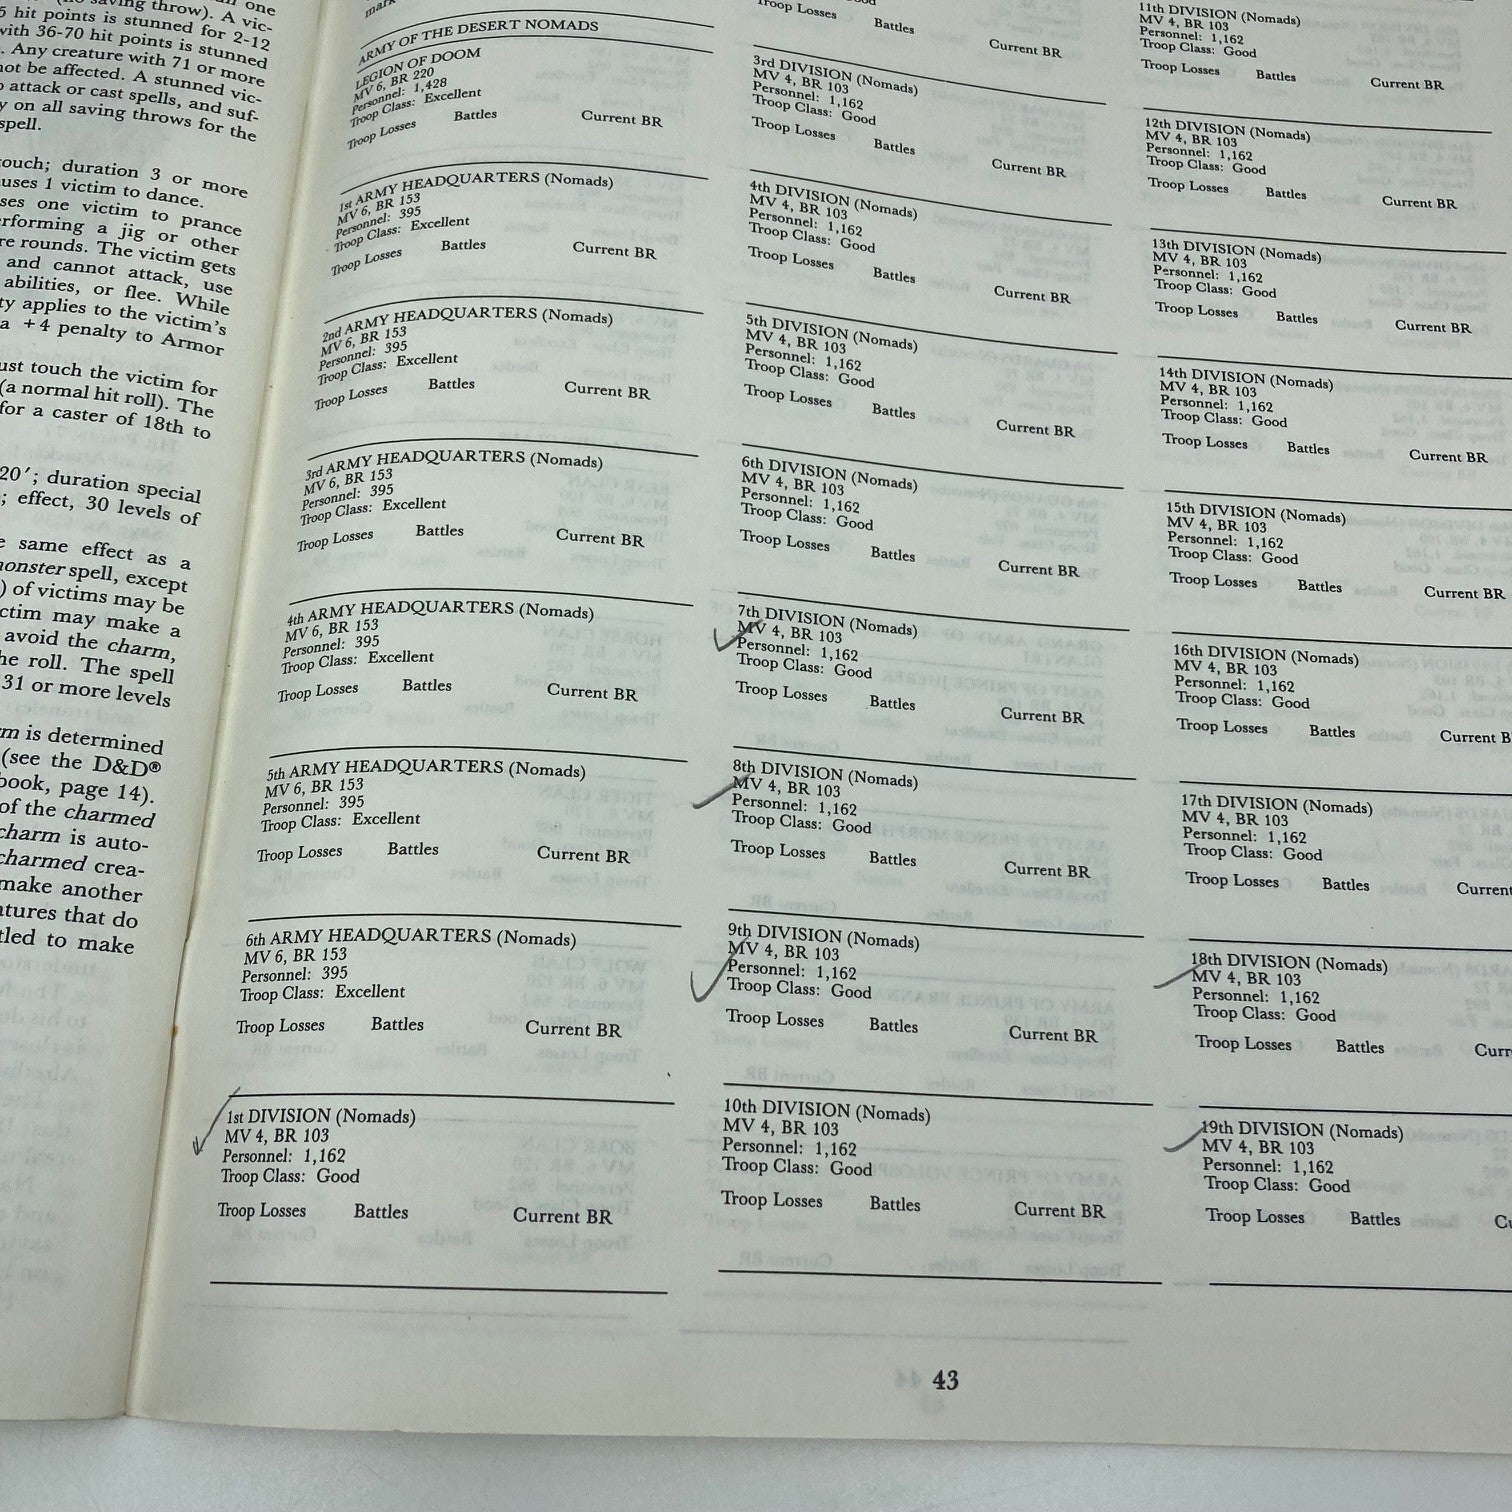 all one
(no saving throw). A vic-
5 hit points is stunned for 2-12
with 36-70 hit points is stunned
. Any creature with 71 or more
not be affected. A stunned vic-
o attack or cast spells, and suf-
y on all saving throws for the
spell.
touch; duration 3 or more
uses 1 victim to dance.
ses one victim to prance
erforming a jig or other
re rounds. The victim gets
and cannot attack, use
abilities, or flee. While
ty applies to the victim's
a +4 penalty to Armor
ust touch the victim for
(a normal hit roll). The
for a caster of 18th to
20'; duration special
; effect, 30 levels of
e same effect as a
monster spell, except
) of victims may be
ctim may make a
avoid the charm,
he roll. The spell
31 or more levels
rm is determined
(see the D&D®
book, page 14).
of the charmed
charm is auto-
charmed crea-
make another
atures that do
tled to make
mark
ARMY OF THE DESERT NOMADS
LEGION OF DOOM
MV 6, BR 220
Personnel: 1,428
Troop Class: Excellent
Troop Losses Battles Current BR
1st ARMY HEADQUARTERS (Nomads)
MV 6, BR 153
Personnel: 395
Troop Class: Excellent
Troop Losses Battles Current BR
2nd ARMY HEADQUARTERS (Nomads)
MV 6, BR 153
Personnel: 395
Troop Class: Excellent
Troop Losses Battles Current BR
3rd ARMY HEADQUARTERS (Nomads)
MV 6, BR 153
Personnel: 395
Troop Class: Excellent
Troop Losses Battles Current BR
4th ARMY HEADQUARTERS (Nomads)
MV 6, BR 153
Personnel: 395
Troop Class: Excellent
Troop Losses Battles Current BR
5th ARMY HEADQUARTERS (Nomads)
MV 6, BR 153
Personnel: 395
Troop Class: Excellent
Troop Losses Battles Current BR
6th ARMY HEADQUARTERS (Nomads)
MV 6, BR 153
Personnel: 395
Troop Class: Excellent
Troop Losses Battles Current BR
1st DIVISION (Nomads)
MV 4, BR 103
Personnel: 1,162
Troop Class: Good
Troop Losses Battles Current BR
Troop Losses Battles Current BR
3rd DIVISION (Nomads)
MV 4, BR 103
Personnel: 1,162
Troop Class: Good
Troop Losses Battles Current BR
4th DIVISION (Nomads)
MV 4, BR 103
Personnel: 1,162
Troop Class: Good
Troop Losses Battles Current BR
5th DIVISION (Nomads)
MV 4, BR 103
Personnel: 1,162
Troop Class: Good
Troop Losses Battles Current BR
6th DIVISION (Nomads)
MV 4, BR 103
Personnel: 1,162
Troop Class: Good
Troop Losses Battles Current BR
7th DIVISION (Nomads)
MV 4, BR 103
Personnel: 1,162
Troop Class: Good
Troop Losses Battles Current BR
8th DIVISION (Nomads)
MV 4, BR 103
Personnel: 1,162
Troop Class: Good
Troop Losses Battles Current BR
9th DIVISION (Nomads)
MV 4, BR 103
Personnel: 1,162
Troop Class: Good
Troop Losses Battles Current BR
10th DIVISION (Nomads)
MV 4, BR 103
Personnel: 1,162
Troop Class: Good
Troop Losses Battles Current BR
11th DIVISION (Nomads)
MV 4, BR 103
Personnel: 1,162
Troop Class: Good
Troop Losses Battles Current BR
12th DIVISION (Nomads)
MV 4, BR 103
Personnel: 1,162
Troop Class: Good
Troop Losses Battles Current BR
13th DIVISION (Nomads)
MV 4, BR 103
Personnel: 1,162
Troop Class: Good
Troop Losses Battles Current BR
14th DIVISION (Nomads)
MV 4, BR 103
Personnel: 1,162
Troop Class: Good
Troop Losses Battles Current BR
15th DIVISION (Nomads)
MV 4, BR 103
Personnel: 1,162
Troop Class: Good
Troop Losses Battles Current BR
16th DIVISION (Nomads)
MV 4, BR 103
Personnel: 1,162
Troop Class: Good
Troop Losses Battles Current B
17th DIVISION (Nomads)
MV 4, BR 103
Personnel: 1,162
Troop Class: Good
Troop Losses Battles Current
18th DIVISION (Nomads)
MV 4, BR 103
Personnel: 1,162
Troop Class: Good
Troop Losses Battles Curr
19th DIVISION (Nomads)
MV 4, BR 103
Personnel: 1,162
Troop Class: Good
Troop Losses Battles Cu
43